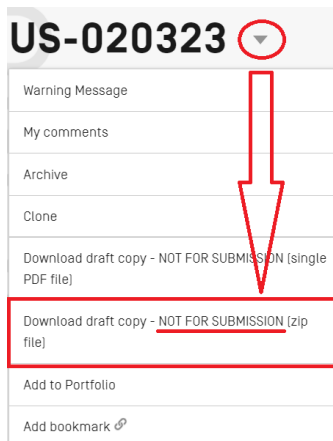 US-020323
Warning Message
My comments
Archive
Clone
Download draft copy - NOT FOR SUBMISSION (single
PDF file)
Download draft copy - NOT FOR SUBMISSION (zip
file)
Add to Portfolio
Add bookmark